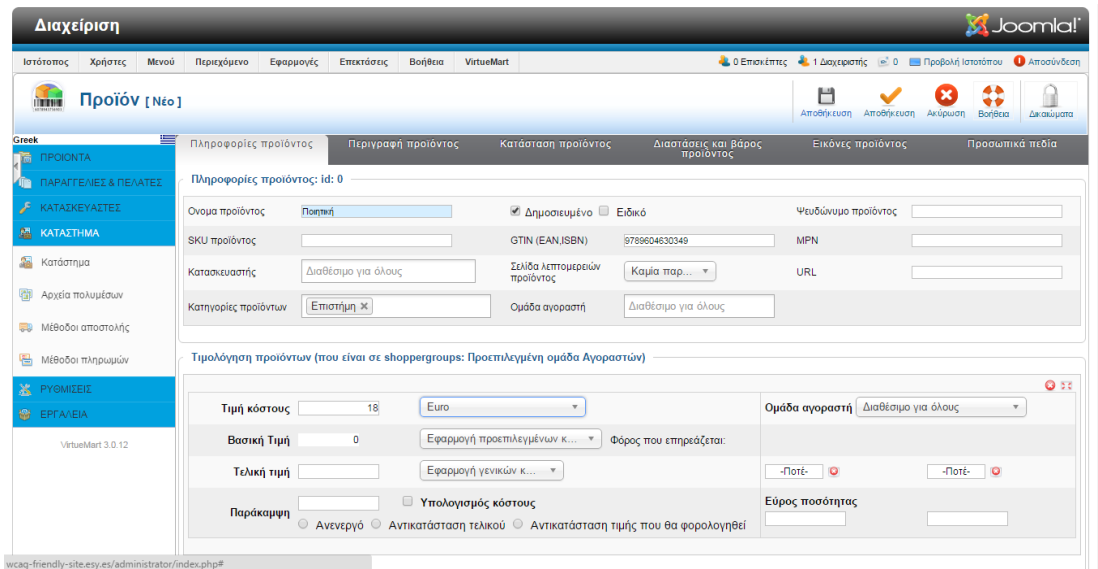 Διαχείριση
Joomla!
Ιστότοπος Χρήστες Μενού Περιεχόμενο Εφαρμογές Επεκτάσεις Βοήθεια VirtueMart 0 Επισκέπτες 1 Διαχειριστής 0 Προβολή Ιστοτόπου Αποσύνδεση
Προϊόν [ Νέο ]
Αποθήκευση Αποθήκευση Ακύρωση Βοήθεια Δικαιώματα
Greek
ΠΡΟΪΟΝΤΑ
ΠΑΡΑΓΓΕΛΙΕΣ & ΠΕΛΑΤΕΣ
ΚΑΤΑΣΚΕΥΑΣΤΕΣ
ΚΑΤΑΣΤΗΜΑ
Κατάστημα
Αρχεία πολυμέσων
Μέθοδοι αποστολής
Μέθοδοι πληρωμών
ΡΥΘΜΙΣΕΙΣ
ΕΡΓΑΛΕΙΑ
VirtueMart 3.0.12
Πληροφορίες προϊόντος Περιγραφή προϊόντος Κατάσταση προϊόντος Διαστάσεις και βάρος προϊόντος Εικόνες προϊόντος Προσωπικά πεδία
Πληροφορίες προϊόντος: id: 0
Ονομα προϊόντος Ποιητική Δημοσιευμένο Ειδικό Ψευδώνυμο προϊόντος
SKU προϊόντος GTIN (EAN,ISBN) 9789604630349 MPN
Κατασκευαστής Διαθέσιμο για όλους Σελίδα λεπτομερειών προϊόντος Καμία παρ... URL
Κατηγορίες προϊόντων Επιστήμη × Ομάδα αγοραστή Διαθέσιμο για όλους
Τιμολόγηση προϊόντων (που είναι σε shoppergroups: Προεπιλεγμένη ομάδα Αγοραστών)
Τιμή κόστους 18 Euro Ομάδα αγοραστή Διαθέσιμο για όλους
Βασική Τιμή 0 Εφαρμογή προεπιλεγμένων κ... Φόρος που επηρεάζεται:
Τελική τιμή Εφαρμογή γενικών κ... -Ποτέ- -Ποτέ-
Παράκαμψη Υπολογισμός κόστους Εύρος ποσότητας
Ανενεργό Αντικατάσταση τελικού Αντικατάσταση τιμής που θα φορολογηθεί
wcag-friendly-site.esy.es/administrator/index.php#